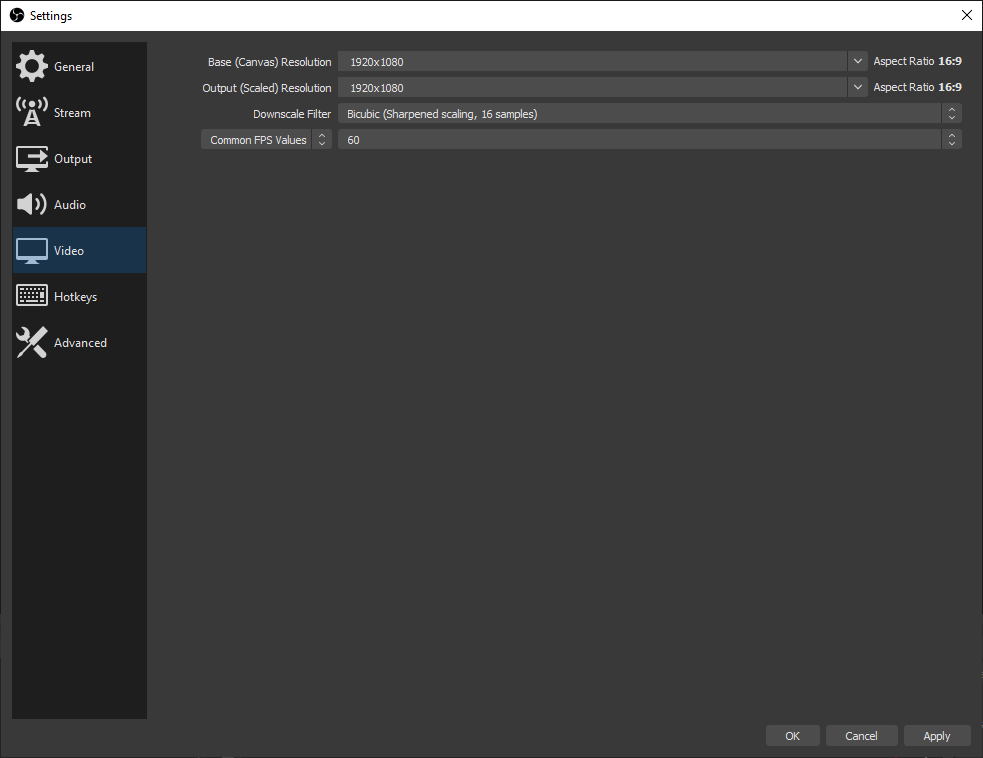 Settings
General
Stream
Output
Audio
Video
Hotkeys
Advanced
Base (Canvas) Resolution 1920x1080 Aspect Ratio 16:9
Output (Scaled) Resolution 1920x1080 Aspect Ratio 16:9
Downscale Filter Bicubic (Sharpened scaling, 16 samples)
Common FPS Values 60
OK Cancel Apply